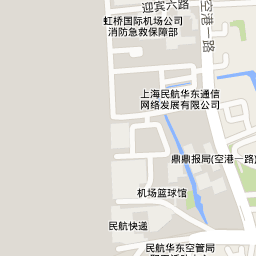 迎宾六路
空港一路
虹桥国际机场公司
消防急救保障部
上海民航华东通信
网络发展有限公司
鼎鼎报局(空港一路)
机场篮球馆
民航快递
民航华东空管局